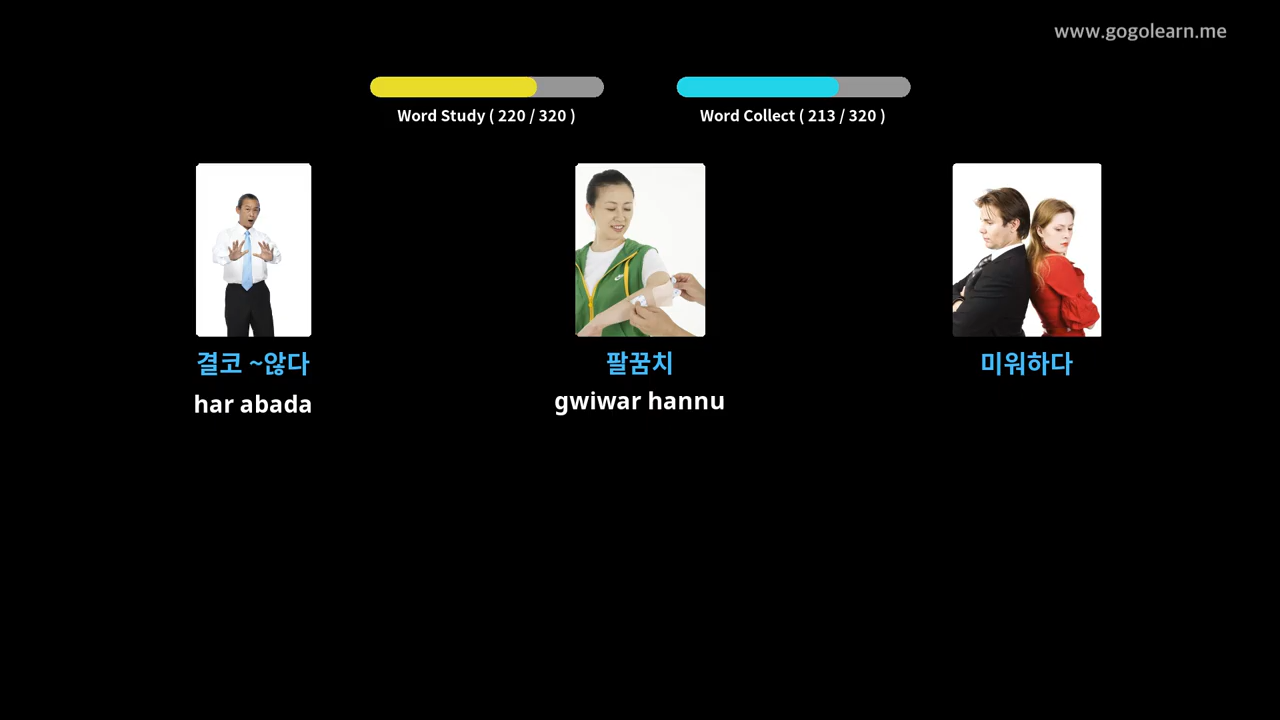 www.gogolearn.me
Word Study ( 220 / 320 )
Word Collect ( 213 / 320 )
결코 ~않다
팔꿈치
미워하다
har abada
gwiwar hannu